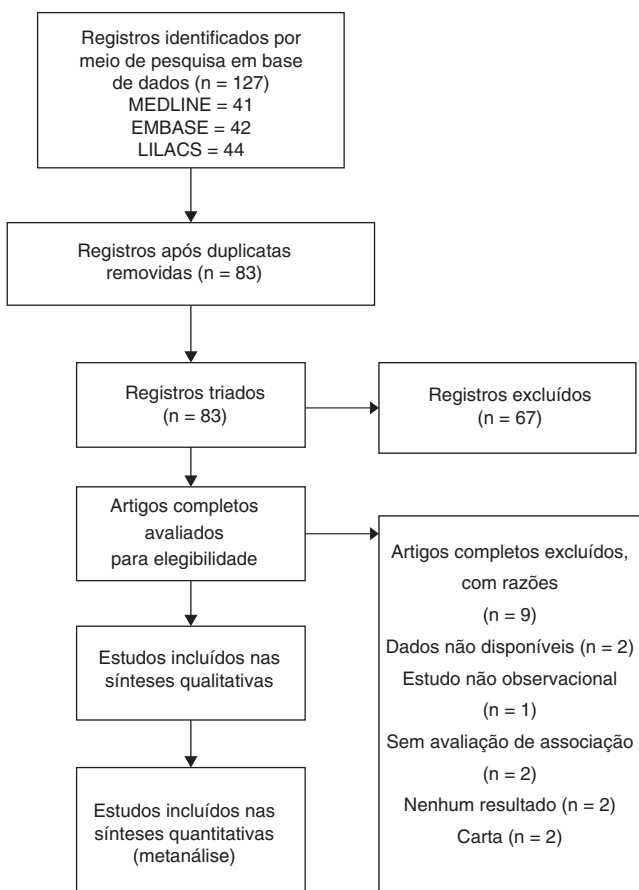 Registros identificados por
meio de pesquisa em base
de dados (n = 127)
MEDLINE = 41
EMBASE = 42
LILACS = 44
Registros após duplicatas
removidas (n = 83)
Registros triados
(n = 83)
Registros excluídos
(n = 67)
Artigos completos
avaliados
para elegibilidade
Artigos completos excluídos,
com razões
(n = 9)
Dados não disponíveis (n = 2)
Estudo não observacional
(n = 1)
Sem avaliação de associação
(n = 2)
Nenhum resultado (n = 2)
Carta (n = 2)
Estudos incluídos nas
sínteses qualitativas
Estudos incluídos nas
sínteses quantitativas
(metanálise)